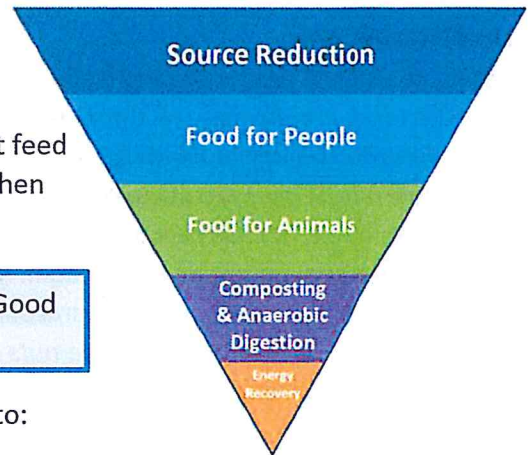 Source Reduction
Food for People
t feed
hen
Food for Animals
Good
Composting
& Anaerobic
Digestion
Energy
Recovery
to: